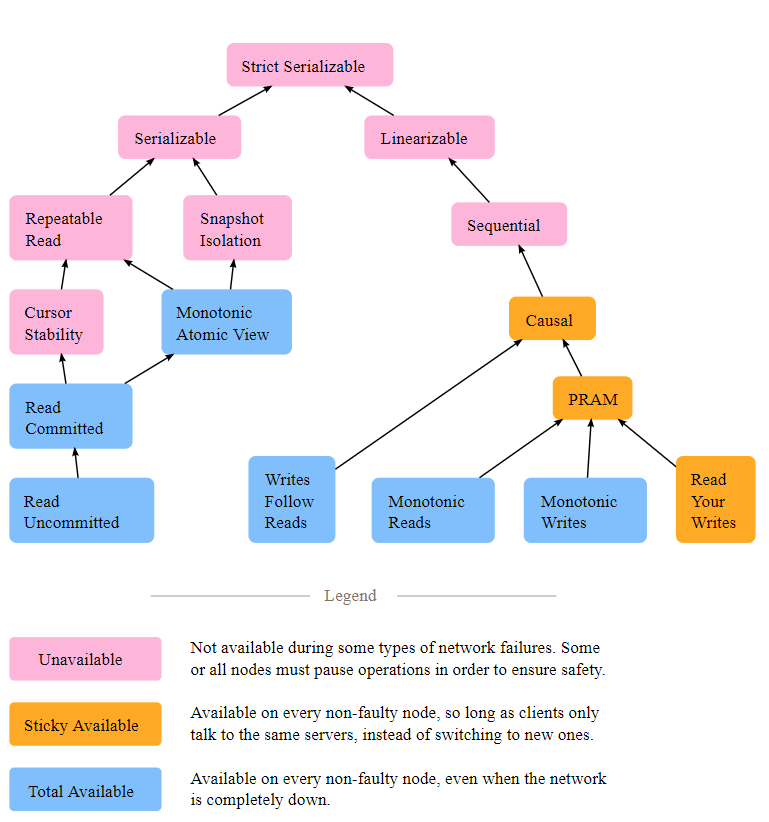 Strict Serializable
Serializable
Linearizable
Repeatable
Read
Snapshot
Isolation
Sequential
Cursor
Stability
Monotonic
Atomic View
Causal
Read
Committed
PRAM
Writes
Follow
Reads
Monotonic
Reads
Monotonic
Writes
Read
Your
Writes
Read
Uncommitted
Legend
Unavailable
Not available during some types of network failures. Some
or all nodes must pause operations in order to ensure safety.
Sticky Available
Available on every non-faulty node, so long as clients only
talk to the same servers, instead of switching to new ones.
Total Available
Available on every non-faulty node, even when the network
is completely down.